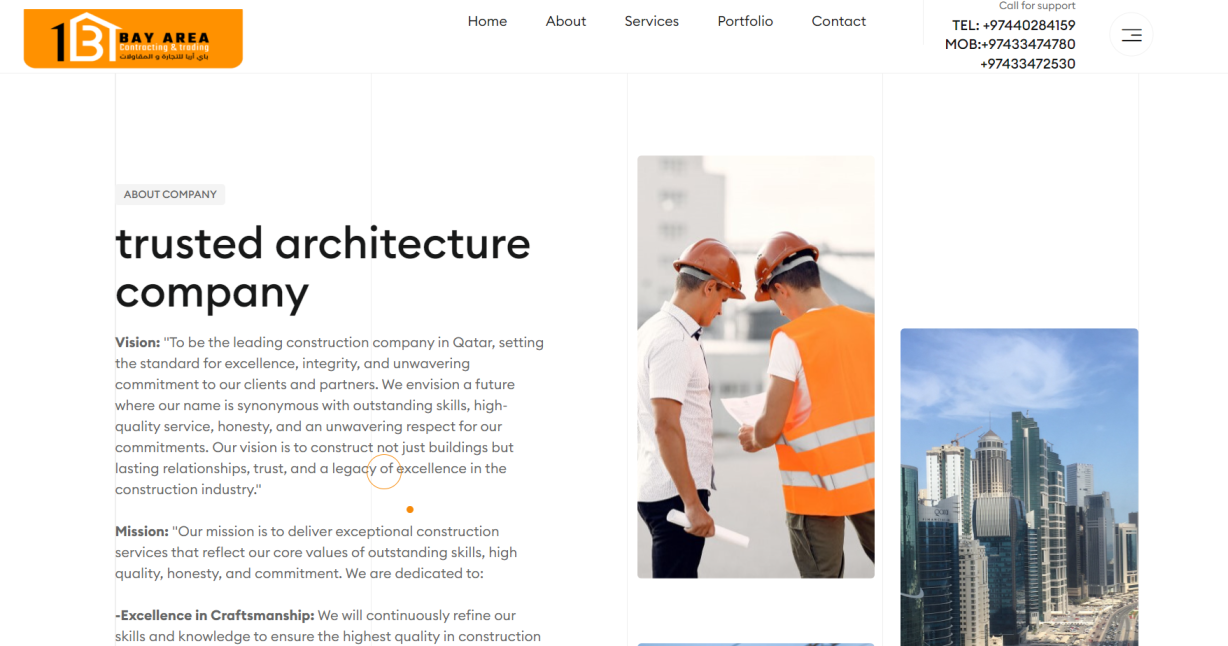 BAY AREA
Contracting & trading
باي أريا للتجارة و المقاولات
Home
About
Services
Portfolio
Contact
Call for support
TEL: +97440284159
MOB:+97433474780
+97433472530
ABOUT COMPANY
trusted architecture
company
Vision: "To be the leading construction company in Qatar, setting
the standard for excellence, integrity, and unwavering
commitment to our clients and partners. We envision a future
where our name is synonymous with outstanding skills, high-
quality service, honesty, and an unwavering respect for our
commitments. Our vision is to construct not just buildings but
lasting relationships, trust, and a legacy of excellence in the
construction industry."
Mission: "Our mission is to deliver exceptional construction
services that reflect our core values of outstanding skills, high
quality, honesty, and commitment. We are dedicated to:
-Excellence in Craftsmanship: We will continuously refine our
skills and knowledge to ensure the highest quality in construction